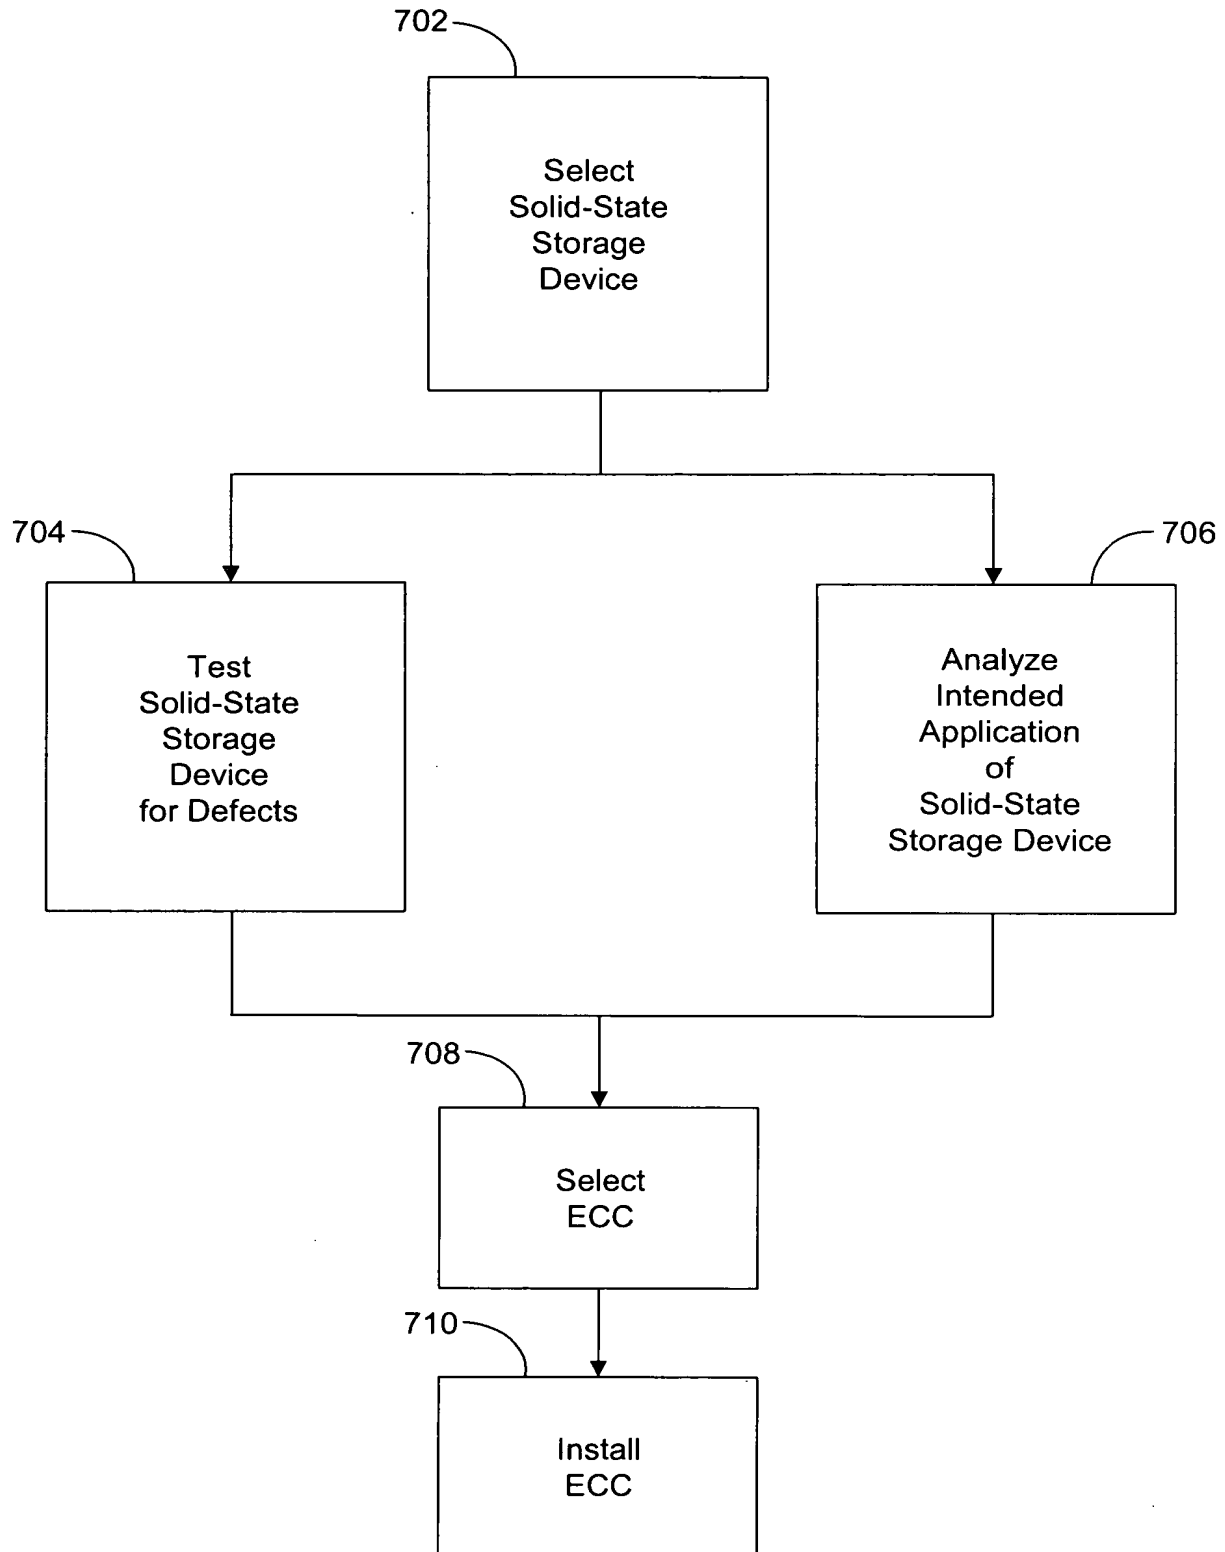 702
Select
Solid-State
Storage
Device
704
Test
Solid-State
Storage
Device
for Defects
706
Analyze
Intended
Application
of
Solid-State
Storage Device
708
Select
ECC
710
Install
ECC